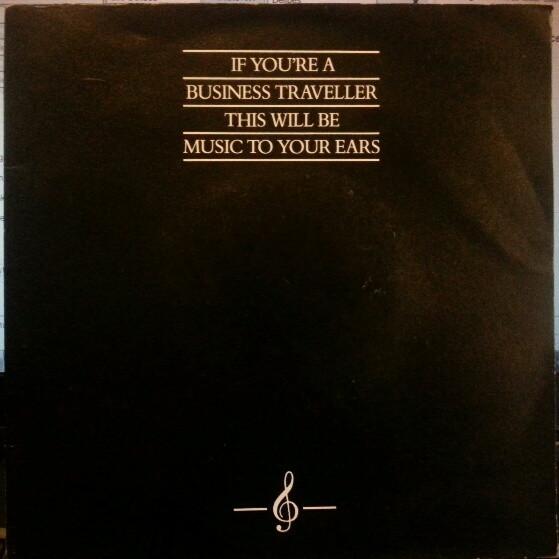 IF YOU'RE A
BUSINESS TRAVELLER
THIS WILL BE
MUSIC TO YOUR EARS